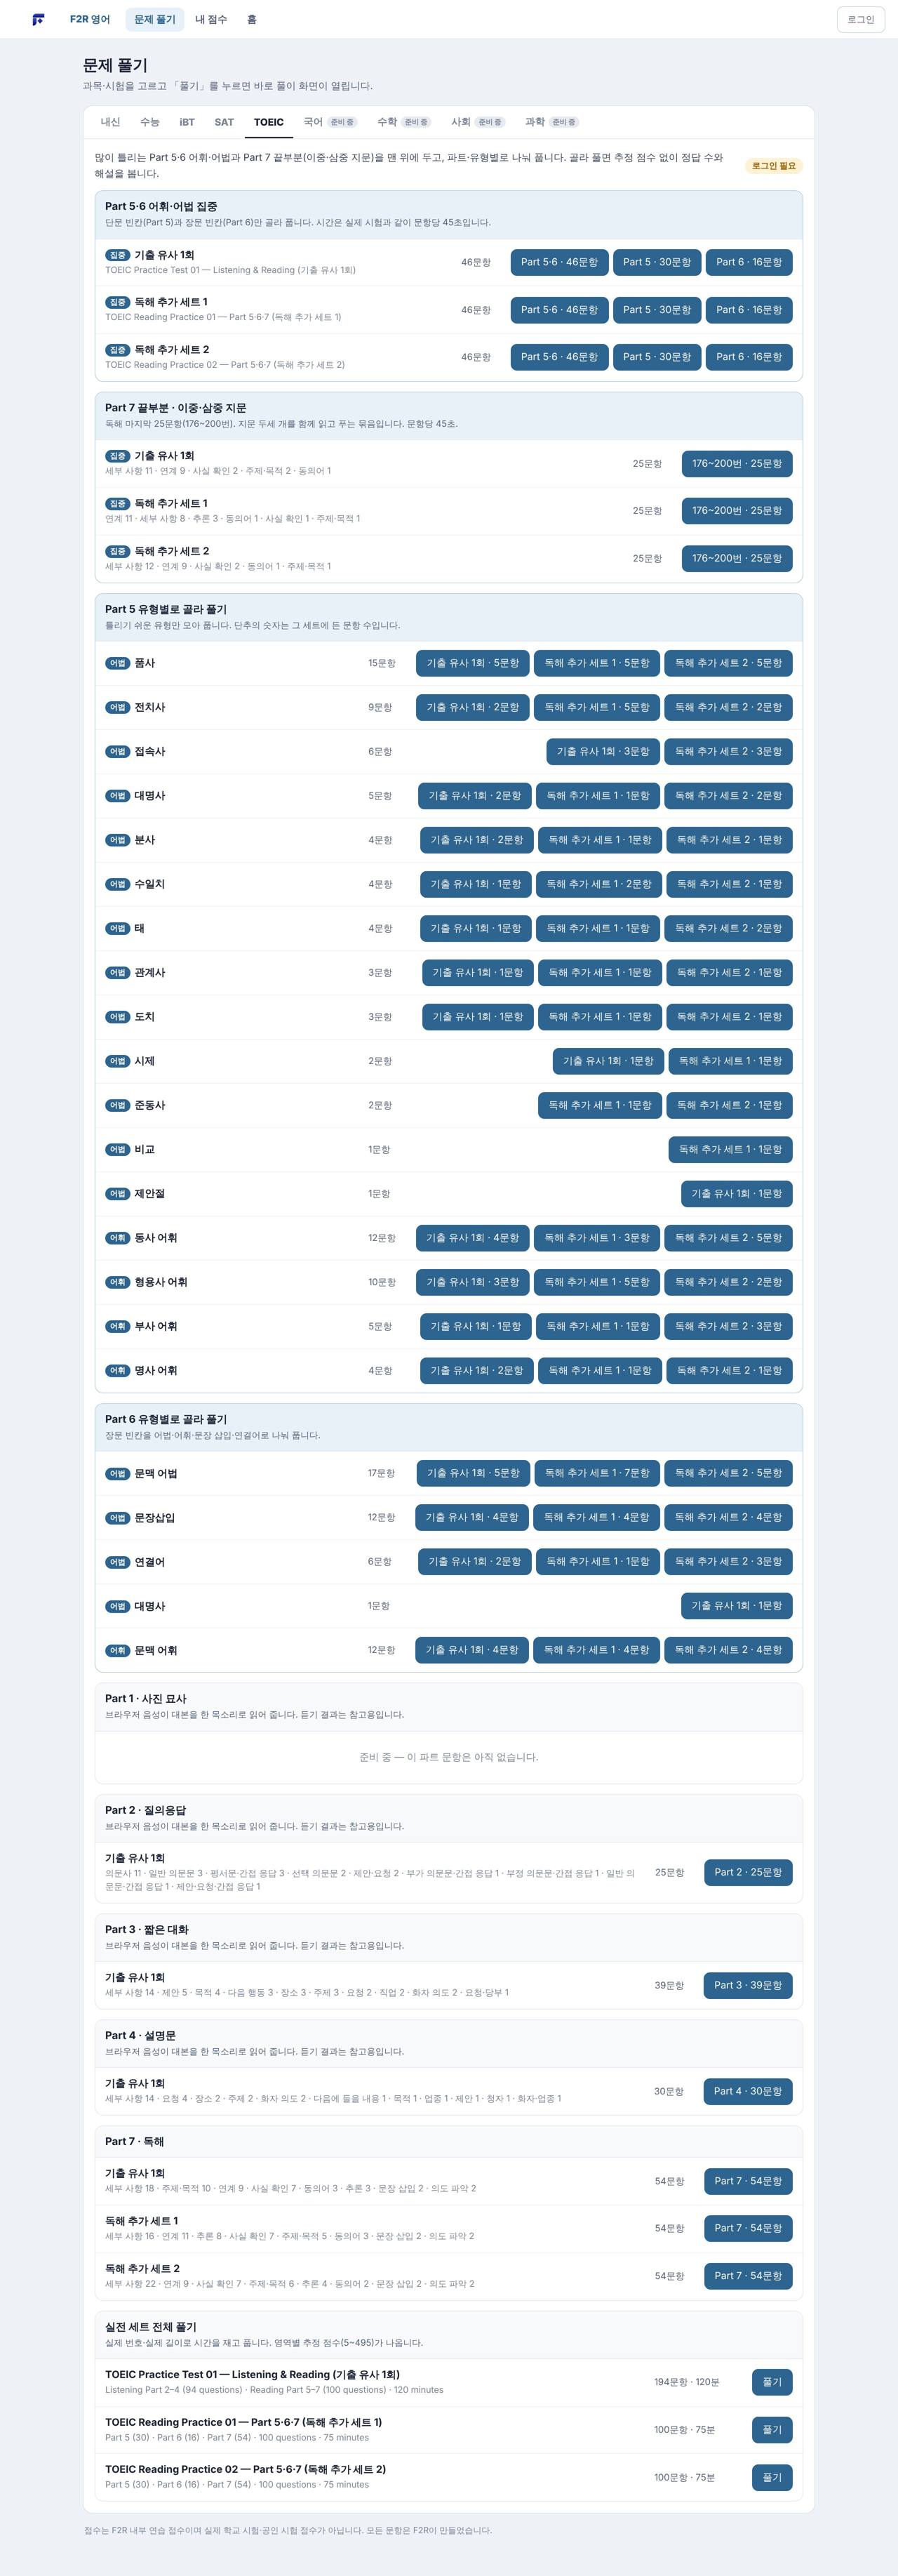 F2R 영어 문제 풀기 내 점수 홈 로그인
문제 풀기
과목·시험을 고르고 「풀기」를 누르면 바로 풀이 화면이 열립니다.
내신 수능 iBT SAT TOEIC 국어 준비 중 수학 준비 중 사회 준비 중 과학 준비 중
많이 틀리는 Part 5·6 어휘·어법과 Part 7 끝부분(이중·삼중 지문)을 맨 위에 두고, 파트·유형별로 나눠 풉니다. 골라 풀면 추정 점수 없이 정답 수와
해설을 봅니다.
로그인 필요
Part 5·6 어휘·어법 집중
단문 빈칸(Part 5)과 장문 빈칸(Part 6)만 골라 풉니다. 시간은 실제 시험과 같이 문항당 45초입니다.
집중 기출 유사 1회
TOEIC Practice Test 01 — Listening & Reading (기출 유사 1회)
46문항 Part 5·6 · 46문항 Part 5 · 30문항 Part 6 · 16문항
집중 독해 추가 세트 1
TOEIC Reading Practice 01 — Part 5·6·7 (독해 추가 세트 1)
46문항 Part 5·6 · 46문항 Part 5 · 30문항 Part 6 · 16문항
집중 독해 추가 세트 2
TOEIC Reading Practice 02 — Part 5·6·7 (독해 추가 세트 2)
46문항 Part 5·6 · 46문항 Part 5 · 30문항 Part 6 · 16문항
Part 7 끝부분 · 이중·삼중 지문
독해 마지막 25문항(176~200번). 지문 두세 개를 함께 읽고 푸는 묶음입니다. 문항당 45초.
집중 기출 유사 1회
세부 사항 11 · 연계 9 · 사실 확인 2 · 주제·목적 2 · 동의어 1
25문항 176~200번 · 25문항
집중 독해 추가 세트 1
연계 11 · 세부 사항 8 · 추론 3 · 동의어 1 · 사실 확인 1 · 주제·목적 1
25문항 176~200번 · 25문항
집중 독해 추가 세트 2
세부 사항 12 · 연계 9 · 사실 확인 2 · 동의어 1 · 주제·목적 1
25문항 176~200번 · 25문항
Part 5 유형별로 골라 풀기
틀리기 쉬운 유형만 모아 풉니다. 단추의 숫자는 그 세트에 든 문항 수입니다.
어법 품사 15문항 기출 유사 1회 · 5문항 독해 추가 세트 1 · 5문항 독해 추가 세트 2 · 5문항
어법 전치사 9문항 기출 유사 1회 · 2문항 독해 추가 세트 1 · 5문항 독해 추가 세트 2 · 2문항
어법 접속사 6문항 기출 유사 1회 · 3문항 독해 추가 세트 2 · 3문항
어법 대명사 5문항 기출 유사 1회 · 2문항 독해 추가 세트 1 · 1문항 독해 추가 세트 2 · 2문항
어법 분사 4문항 기출 유사 1회 · 2문항 독해 추가 세트 1 · 1문항 독해 추가 세트 2 · 1문항
어법 수일치 4문항 기출 유사 1회 · 1문항 독해 추가 세트 1 · 2문항 독해 추가 세트 2 · 1문항
어법 태 4문항 기출 유사 1회 · 1문항 독해 추가 세트 1 · 1문항 독해 추가 세트 2 · 2문항
어법 관계사 3문항 기출 유사 1회 · 1문항 독해 추가 세트 1 · 1문항 독해 추가 세트 2 · 1문항
어법 도치 3문항 기출 유사 1회 · 1문항 독해 추가 세트 1 · 1문항 독해 추가 세트 2 · 1문항
어법 시제 2문항 기출 유사 1회 · 1문항 독해 추가 세트 1 · 1문항
어법 준동사 2문항 독해 추가 세트 1 · 1문항 독해 추가 세트 2 · 1문항
어법 비교 1문항 독해 추가 세트 1 · 1문항
어법 제안절 1문항 기출 유사 1회 · 1문항
어휘 동사 어휘 12문항 기출 유사 1회 · 4문항 독해 추가 세트 1 · 3문항 독해 추가 세트 2 · 5문항
어휘 형용사 어휘 10문항 기출 유사 1회 · 3문항 독해 추가 세트 1 · 5문항 독해 추가 세트 2 · 2문항
어휘 부사 어휘 5문항 기출 유사 1회 · 1문항 독해 추가 세트 1 · 1문항 독해 추가 세트 2 · 3문항
어휘 명사 어휘 4문항 기출 유사 1회 · 2문항 독해 추가 세트 1 · 1문항 독해 추가 세트 2 · 1문항
Part 6 유형별로 골라 풀기
장문 빈칸을 어법·어휘·문장 삽입·연결어로 나눠 풉니다.
어법 문맥 어법 17문항 기출 유사 1회 · 5문항 독해 추가 세트 1 · 7문항 독해 추가 세트 2 · 5문항
어법 문장삽입 12문항 기출 유사 1회 · 4문항 독해 추가 세트 1 · 4문항 독해 추가 세트 2 · 4문항
어법 연결어 6문항 기출 유사 1회 · 2문항 독해 추가 세트 1 · 1문항 독해 추가 세트 2 · 3문항
어법 대명사 1문항 기출 유사 1회 · 1문항
어휘 문맥 어휘 12문항 기출 유사 1회 · 4문항 독해 추가 세트 1 · 4문항 독해 추가 세트 2 · 4문항
Part 1 · 사진 묘사
브라우저 음성이 대본을 한 목소리로 읽어 줍니다. 듣기 결과는 참고용입니다.
준비 중 — 이 파트 문항은 아직 없습니다.
Part 2 · 질의응답
브라우저 음성이 대본을 한 목소리로 읽어 줍니다. 듣기 결과는 참고용입니다.
기출 유사 1회
의문사 11 · 일반 의문문 3 · 평서문·간접 응답 3 · 선택 의문문 2 · 제안·요청 2 · 부가 의문문·간접 응답 1 · 부정 의문문·간접 응답 1 · 일반 의
문문·간접 응답 1 · 제안·요청·간접 응답 1
25문항 Part 2 · 25문항
Part 3 · 짧은 대화
브라우저 음성이 대본을 한 목소리로 읽어 줍니다. 듣기 결과는 참고용입니다.
기출 유사 1회
세부 사항 14 · 제안 5 · 목적 4 · 다음 행동 3 · 장소 3 · 주제 3 · 요청 2 · 직업 2 · 화자 의도 2 · 요청·당부 1
39문항 Part 3 · 39문항
Part 4 · 설명문
브라우저 음성이 대본을 한 목소리로 읽어 줍니다. 듣기 결과는 참고용입니다.
기출 유사 1회
세부 사항 14 · 요청 4 · 장소 2 · 주제 2 · 화자 의도 2 · 다음에 들을 내용 1 · 목적 1 · 업종 1 · 제안 1 · 청자 1 · 화자·업종 1
30문항 Part 4 · 30문항
Part 7 · 독해
기출 유사 1회
세부 사항 18 · 주제·목적 10 · 연계 9 · 사실 확인 7 · 동의어 3 · 추론 3 · 문장 삽입 2 · 의도 파악 2
54문항 Part 7 · 54문항
독해 추가 세트 1
세부 사항 16 · 연계 11 · 추론 8 · 사실 확인 7 · 주제·목적 5 · 동의어 3 · 문장 삽입 2 · 의도 파악 2
54문항 Part 7 · 54문항
독해 추가 세트 2
세부 사항 22 · 연계 9 · 사실 확인 7 · 주제·목적 6 · 추론 4 · 동의어 2 · 문장 삽입 2 · 의도 파악 2
54문항 Part 7 · 54문항
실전 세트 전체 풀기
실제 번호·실제 길이로 시간을 재고 풉니다. 영역별 추정 점수(5~495)가 나옵니다.
TOEIC Practice Test 01 — Listening & Reading (기출 유사 1회)
Listening Part 2–4 (94 questions) · Reading Part 5–7 (100 questions) · 120 minutes
194문항 · 120분 풀기
TOEIC Reading Practice 01 — Part 5·6·7 (독해 추가 세트 1)
Part 5 (30) · Part 6 (16) · Part 7 (54) · 100 questions · 75 minutes
100문항 · 75분 풀기
TOEIC Reading Practice 02 — Part 5·6·7 (독해 추가 세트 2)
Part 5 (30) · Part 6 (16) · Part 7 (54) · 100 questions · 75 minutes
100문항 · 75분 풀기
점수는 F2R 내부 연습 점수이며 실제 학교 시험·공인 시험 점수가 아닙니다. 모든 문항은 F2R이 만들었습니다.